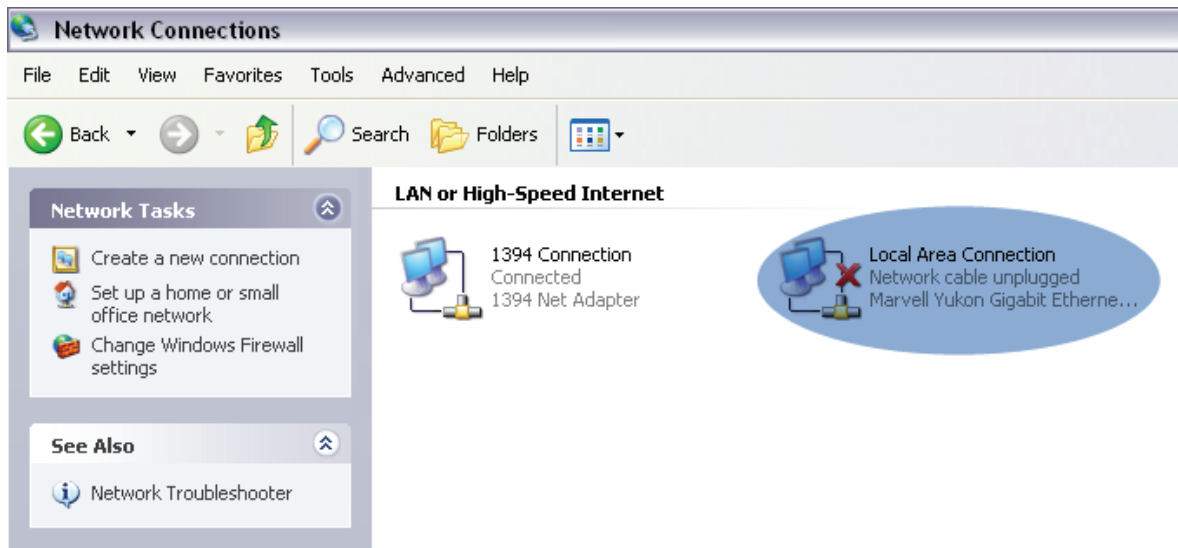 Network Connections
File Edit View Favorites Tools Advanced Help
Back Search Folders
Network Tasks
Create a new connection
Set up a home or small
office network
Change Windows Firewall
settings
See Also
Network Troubleshooter
LAN or High-Speed Internet
1394 Connection
Connected
1394 Net Adapter
Local Area Connection
Network cable unplugged
Marvell Yukon Gigabit Etherne...